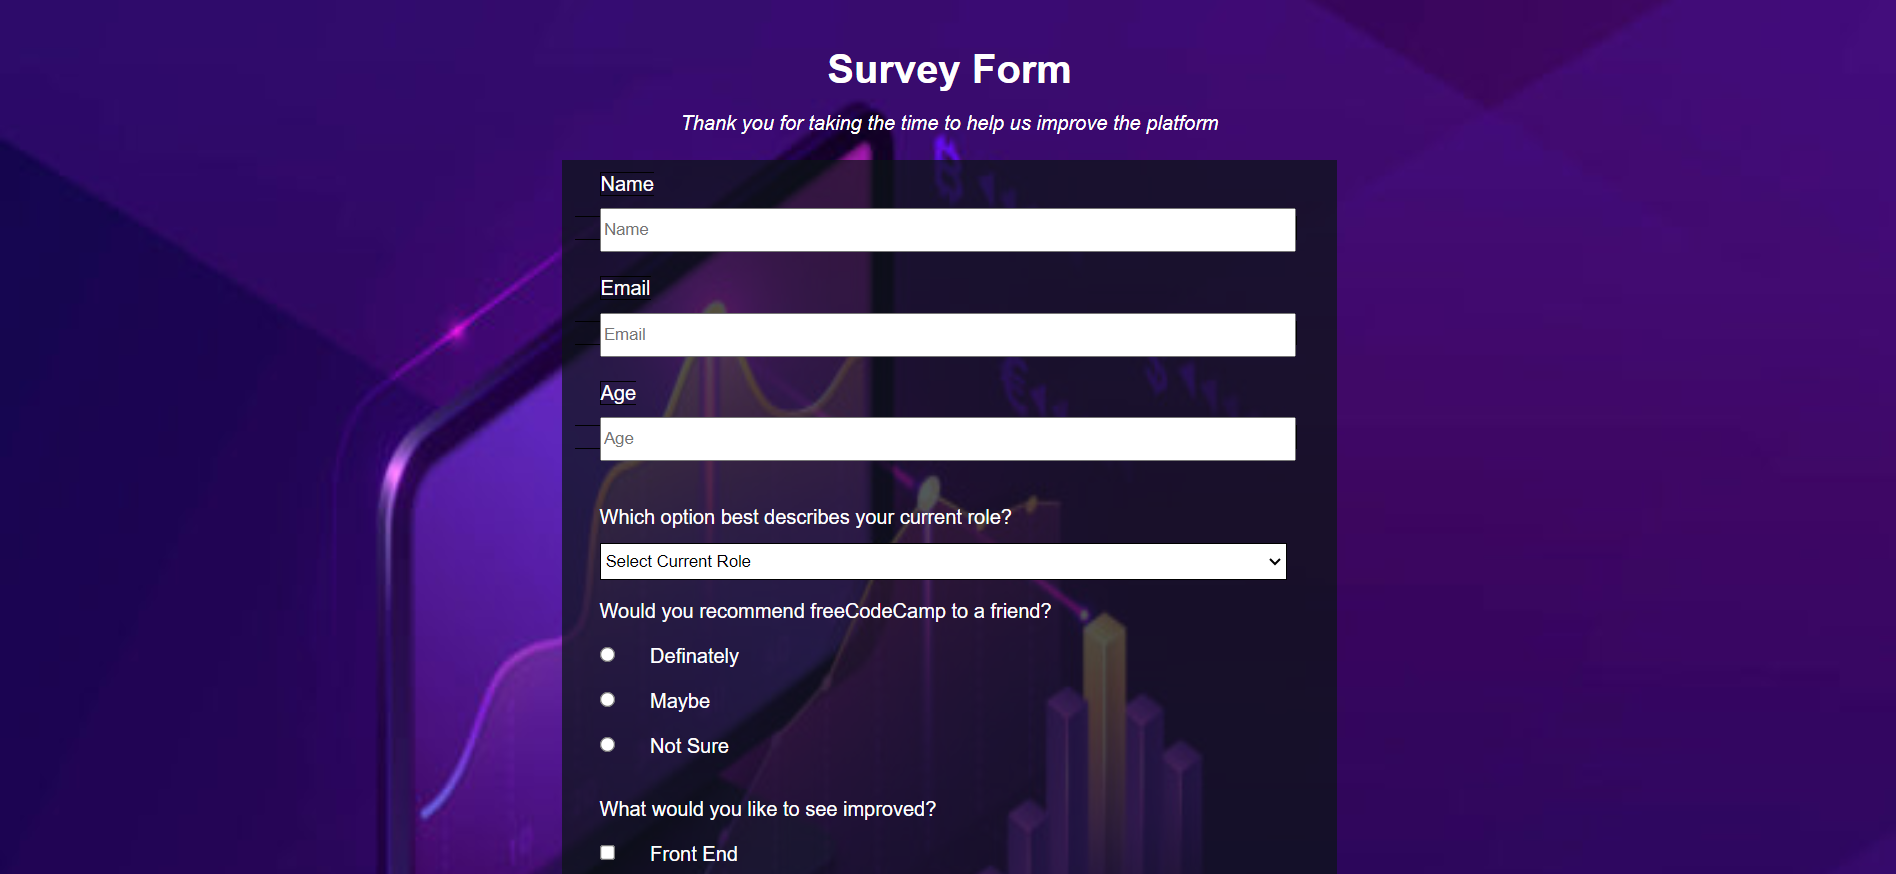 Survey Form
Thank you for taking the time to help us improve the platform
Name
Name
Email
Email
Age
Age
Which option best describes your current role?
Select Current Role
Would you recommend freeCodeCamp to a friend?
Definately
Maybe
Not Sure
What would you like to see improved?
Front End